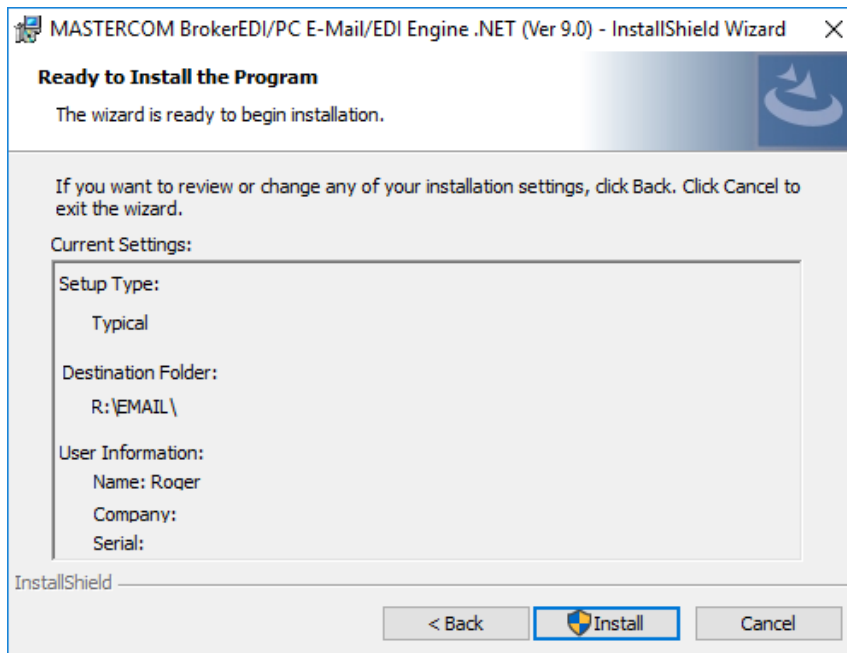 MASTERCOM BrokerEDI/PC E-Mail/EDI Engine .NET (Ver 9.0) - InstallShield Wizard
Ready to Install the Program
The wizard is ready to begin installation.
If you want to review or change any of your installation settings, click Back. Click Cancel to
exit the wizard.
Current Settings:
Setup Type:
Typical
Destination Folder:
R:\EMAIL\
User Information:
Name: Roger
Company:
Serial:
InstallShield
< Back
Install
Cancel